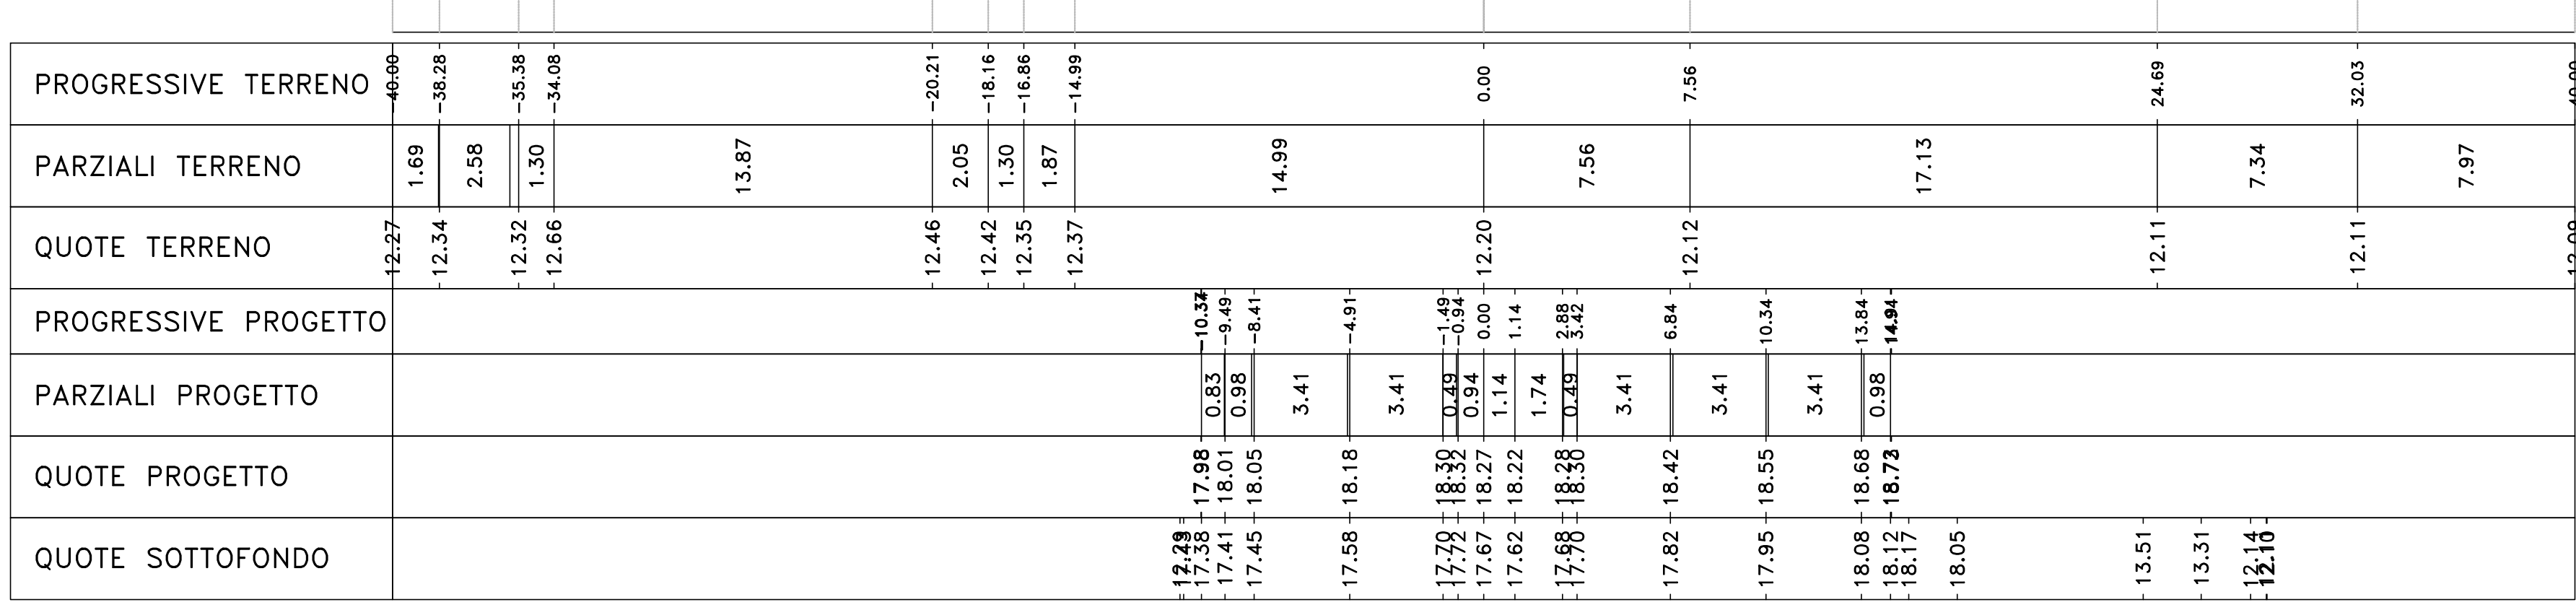 PROGRESSIVE TERRENO -40.00 -38.28 -35.38 -34.08 -20.21 -18.16 -16.86 -14.99 0.00 7.56 24.69 32.03
PARZIALI TERRENO 1.69 2.58 1.30 13.87 2.05 1.30 1.87 14.99 7.56 17.13 7.34 7.97
QUOTE TERRENO 12.27 12.34 12.32 12.66 12.46 12.42 12.35 12.37 12.20 12.12 12.11 12.11
PROGRESSIVE PROGETTO -9.49 -8.41 -4.91 -1.49 -0.94 0.00 1.14 2.88 3.42 6.84 10.34 13.84
PARZIALI PROGETTO 0.83 0.98 3.41 3.41 0.49 0.94 1.14 1.74 0.49 3.41 3.41 3.41 0.98
QUOTE PROGETTO 17.98 18.01 18.05 18.18 18.30 18.32 18.27 18.22 18.28 18.30 18.42 18.55 18.68
QUOTE SOTTOFONDO 17.38 17.41 17.45 17.58 17.70 17.72 17.67 17.62 17.68 17.70 17.82 17.95 18.08 18.12 18.17 18.05 13.51 13.31 12.14 12.10